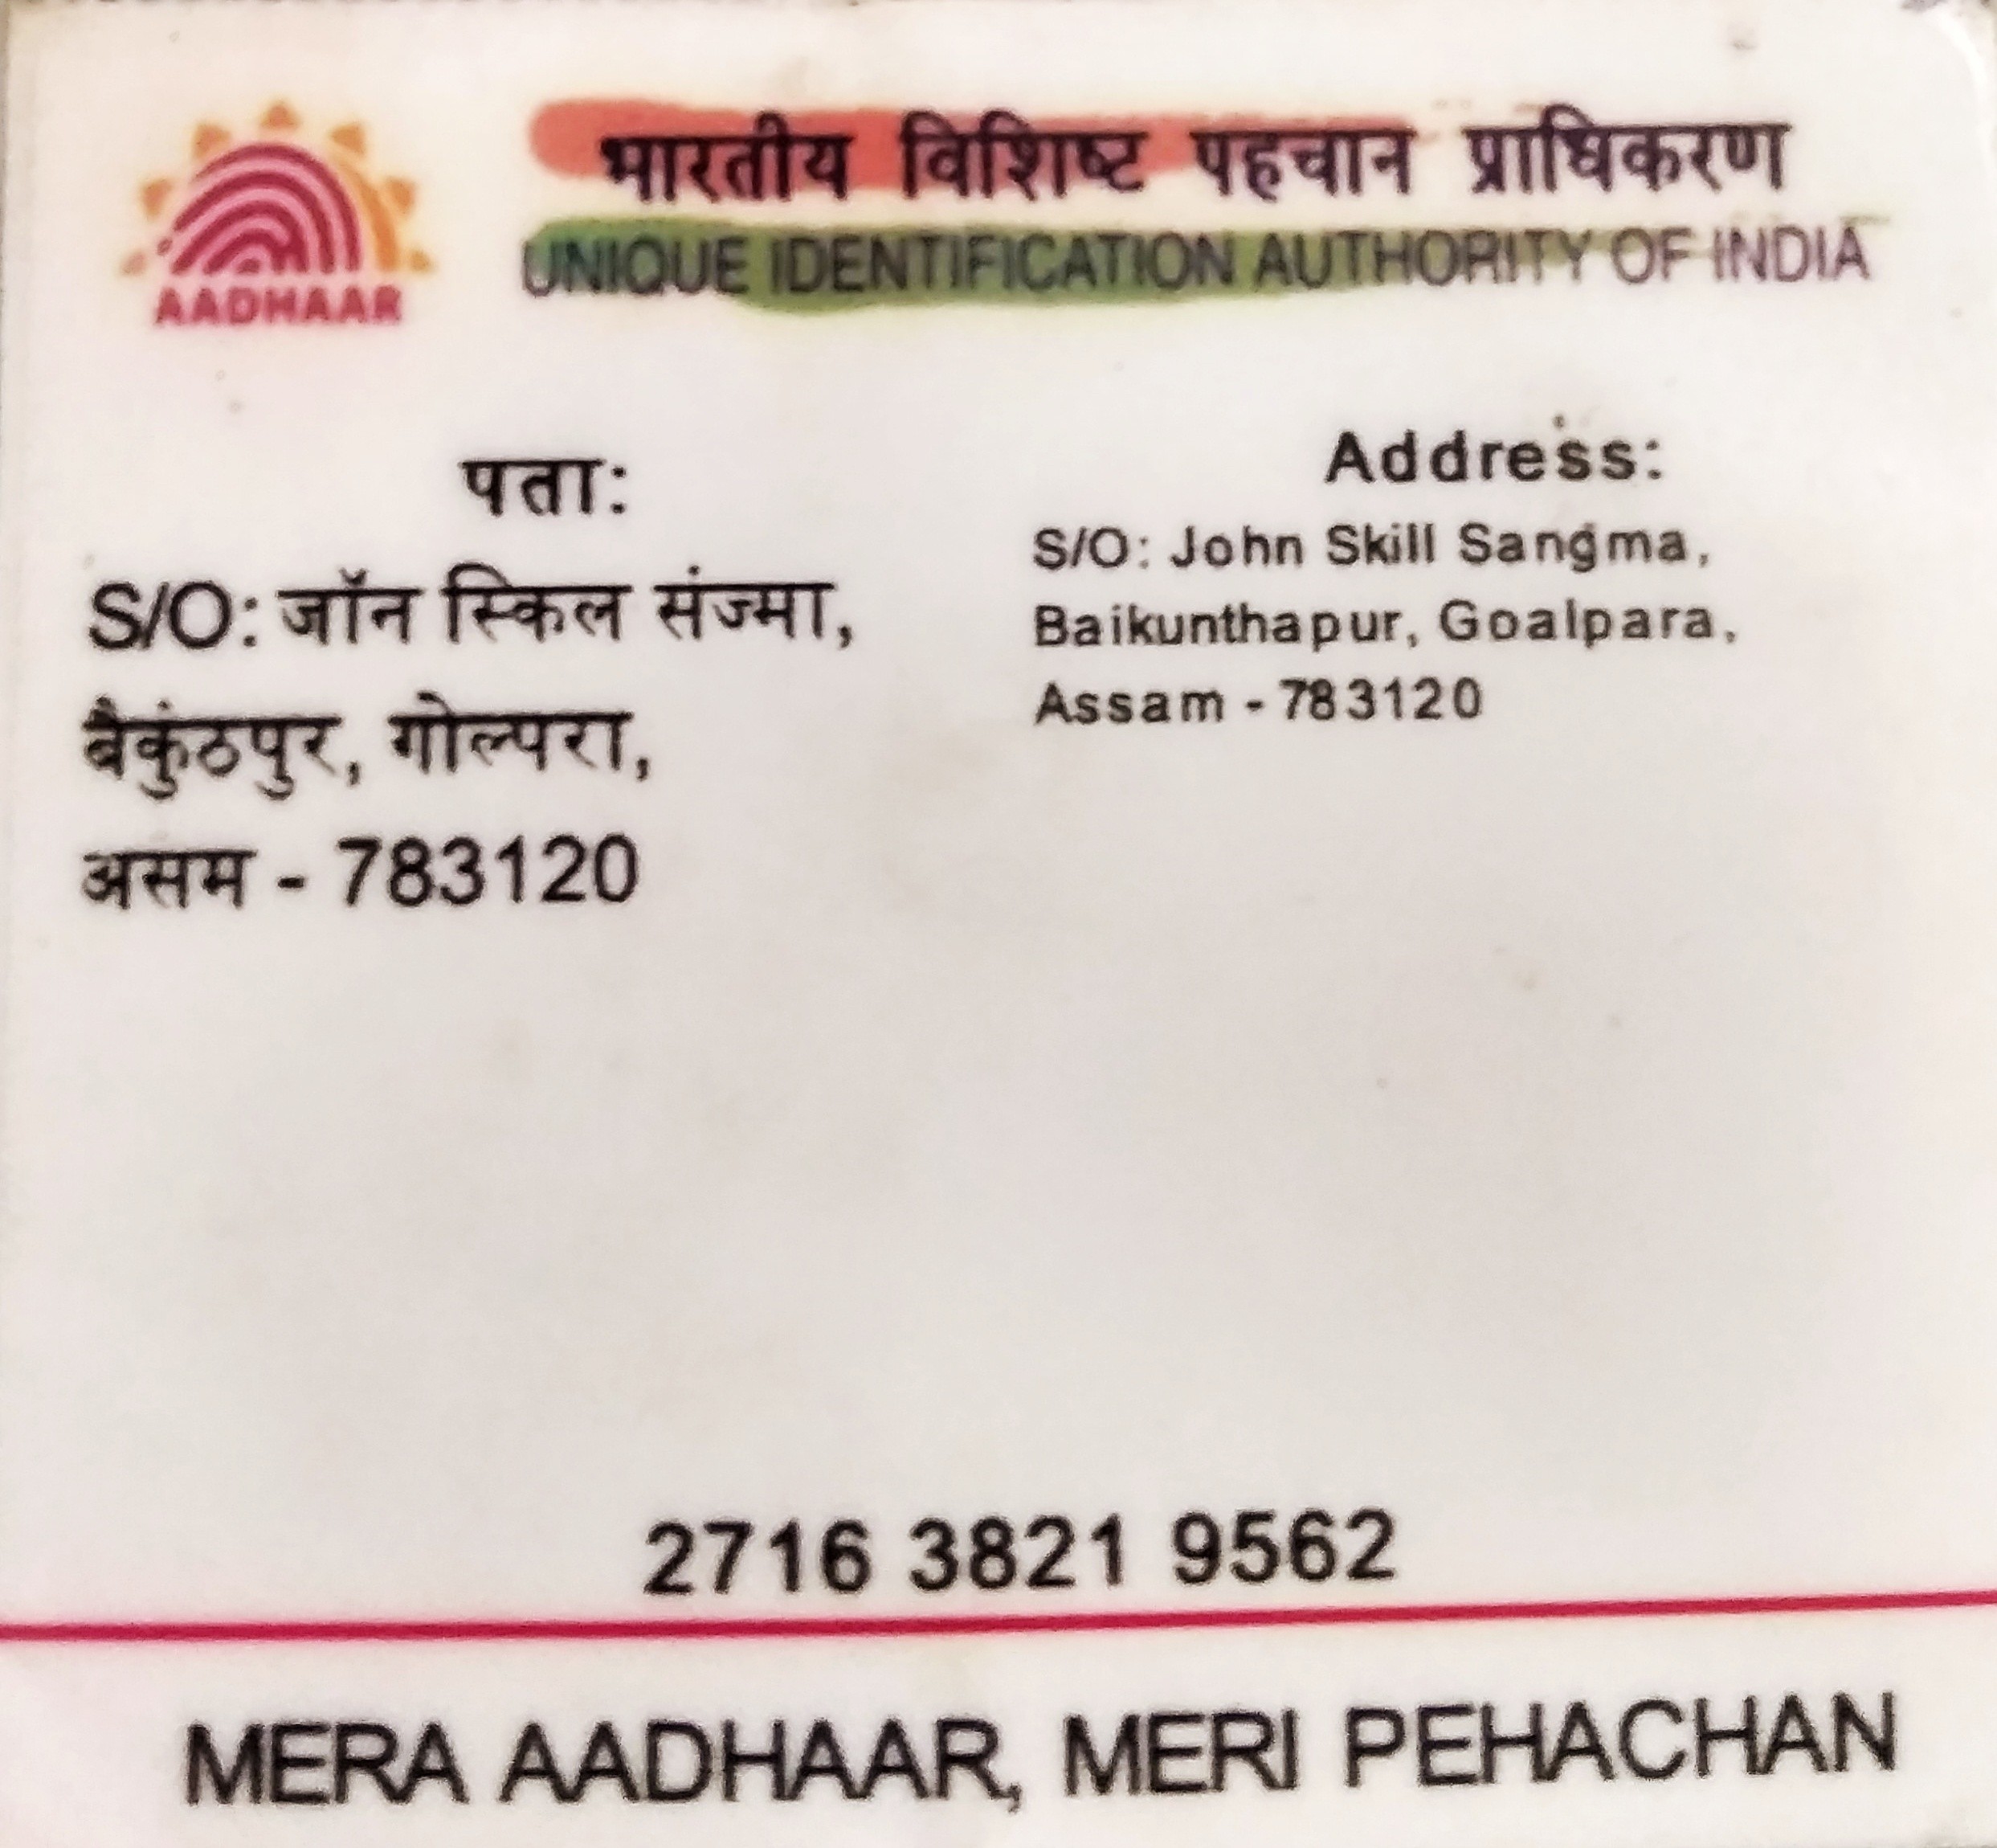 AADHAAR
भारतीय विशिष्ट पहचान प्राधिकरण
UNIQUE IDENTIFICATION AUTHORITY OF INDIA
पता:
S/O: जॉन स्किल संज्मा,
बैकुंठपुर, गोल्परा,
असम - 783120
Address:
S/O: John Skill Sangma,
Baikunthapur, Goalpara,
Assam - 783120
2716 3821 9562
MERA AADHAAR, MERI PEHACHAN